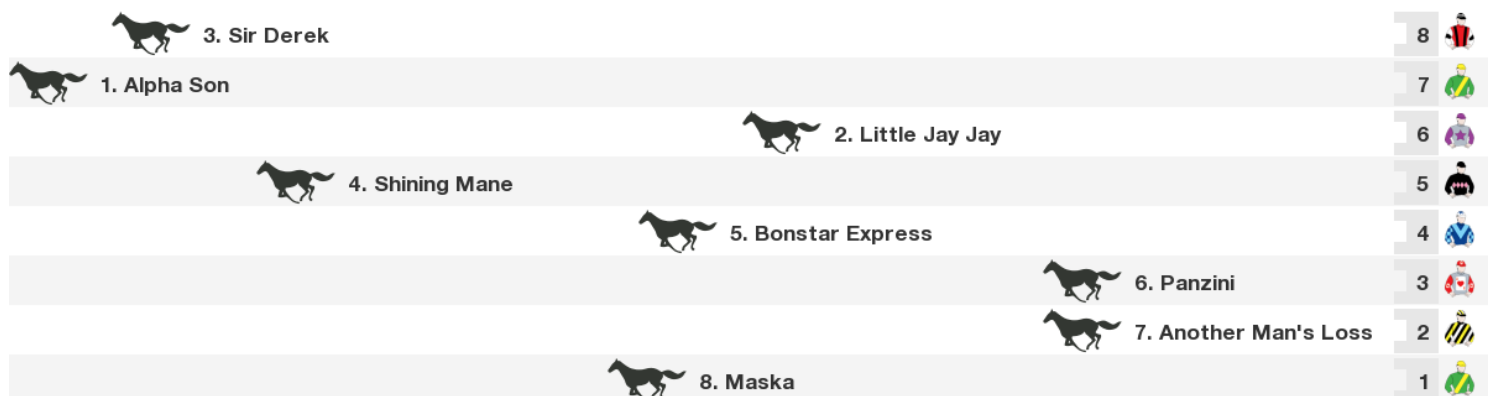 3. Sir Derek 8
1. Alpha Son 7
2. Little Jay Jay 6
4. Shining Mane 5
5. Bonstar Express 4
6. Panzini 3
7. Another Man's Loss 2
8. Maska 1